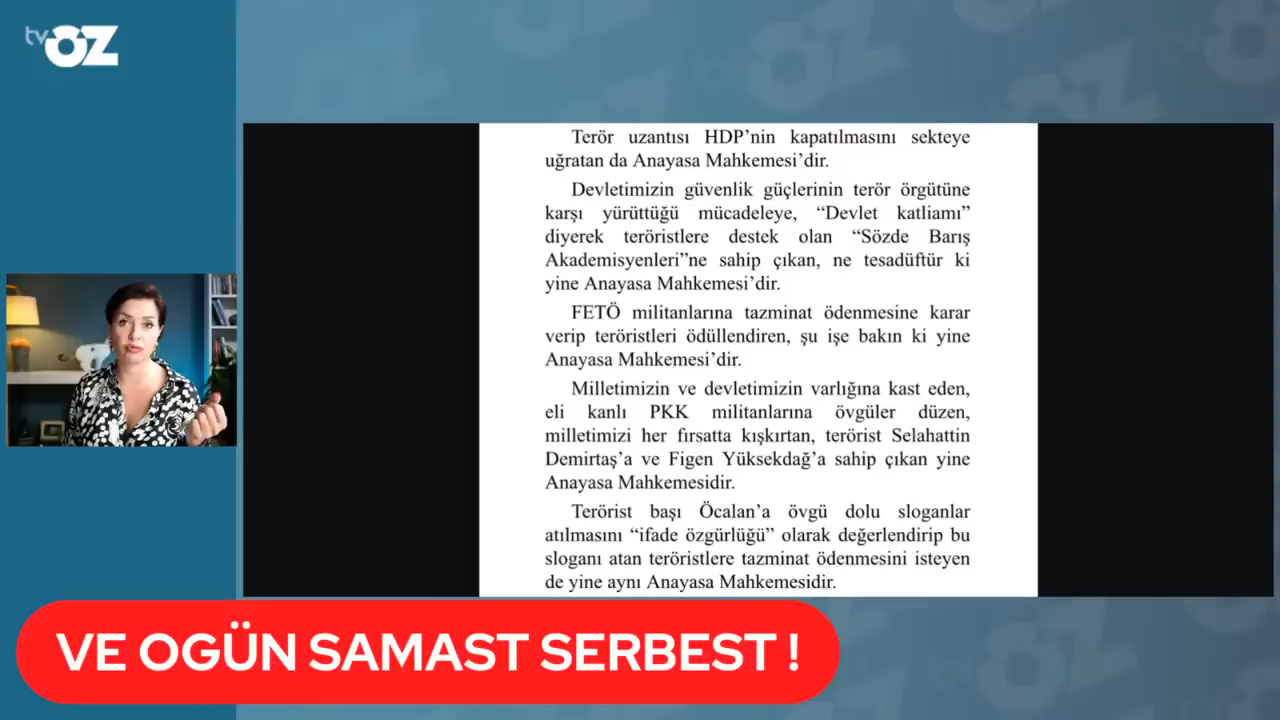 tv ÖZ
Terör uzantısı HDP’nin kapatılmasını sekteye
uğratan da Anayasa Mahkemesi’dir.
Devletimizin güvenlik güçlerinin terör örgütüne
karşı yürüttüğü mücadeleye, “Devlet katliamı”
diyerek teröristlere destek olan “Sözde Barış
Akademisyenleri”ne sahip çıkan, ne tesadüftür ki
yine Anayasa Mahkemesi’dir.
FETÖ militanlarına tazminat ödenmesine karar
verip teröristleri ödüllendiren, şu işe bakın ki yine
Anayasa Mahkemesi’dir.
Milletimizin ve devletimizin varlığına kast eden,
eli kanlı PKK militanlarına övgüler düzen,
milletimizi her fırsatta kışkırtan, terörist Selahattin
Demirtaş’a ve Figen Yüksekdağ’a sahip çıkan yine
Anayasa Mahkemesidir.
Terörist başı Öcalan’a övgü dolu sloganlar
atılmasını “ifade özgürlüğü” olarak değerlendirip bu
sloganı atan teröristlere tazminat ödenmesini isteyen
de yine aynı Anayasa Mahkemesidir.
VE OGÜN SAMAST SERBEST !